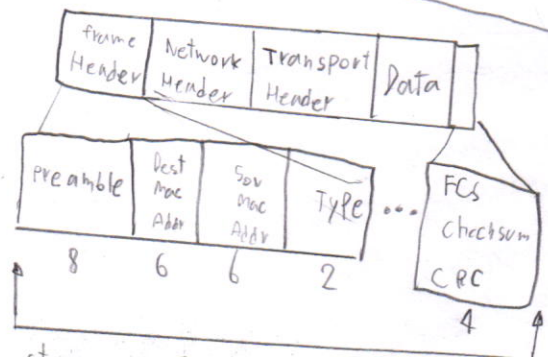 frame
Header
Network
Header
Transport
Header
Data
Preamble
Dest
Mac
Addr
Sou
Mac
Addr
Type
...
FCS
Checksum
CRC
8
6
6
2
4